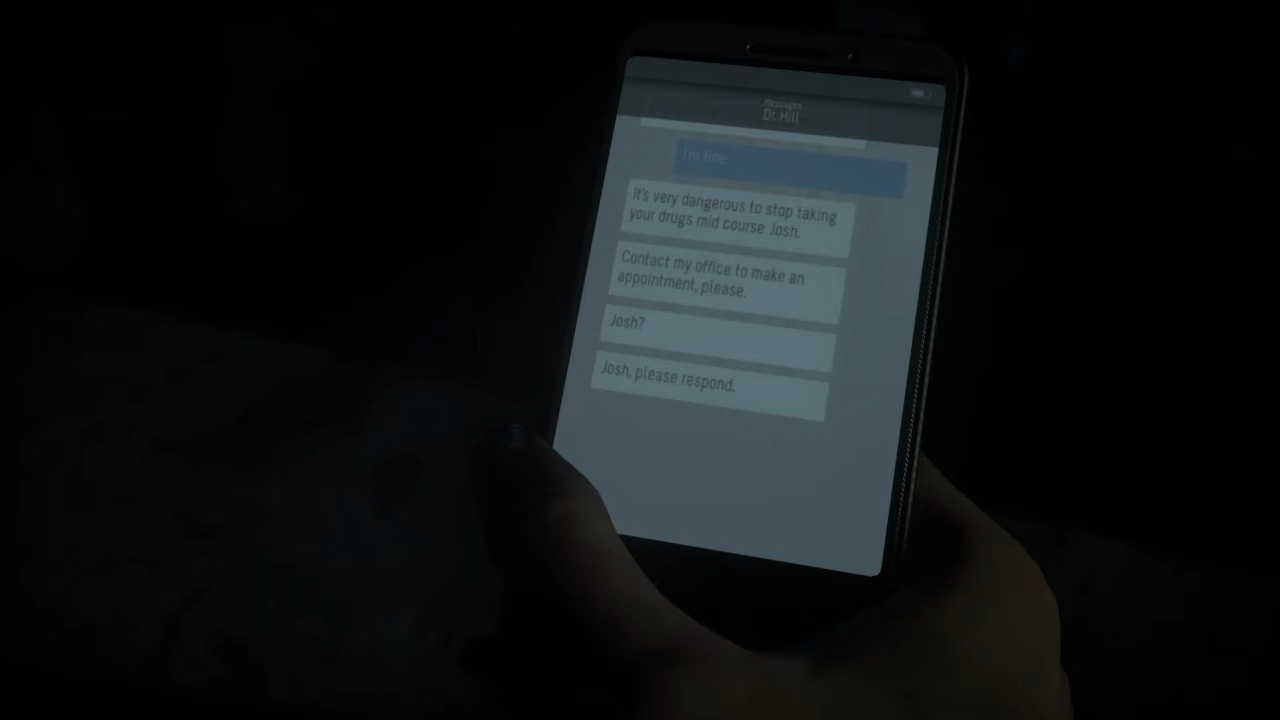 Messages
Dr. Hill
I'm fine
It's very dangerous to stop taking
your drugs mid course Josh.
Contact my office to make an
appointment, please.
Josh?
Josh, please respond.